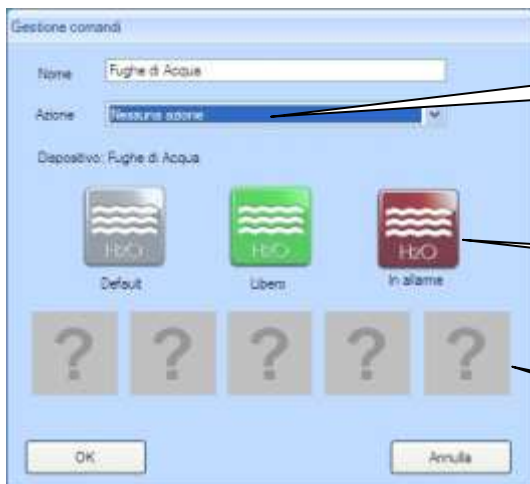 Gestione comandi
Nome Fughe di Acqua
Azione Nessuna azione
Dispositivo: Fughe di Acqua
H2O H2O H2O
Default Libero In allarme
? ? ? ? ?
OK Annulla